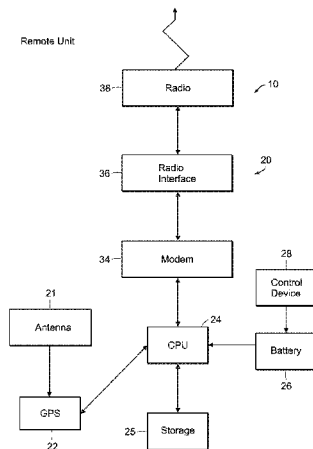 Remote Unit
38
Radio
10
36
Radio
Interface
20
34
Modem
28
Control
Device
21
Antenna
24
CPU
Battery
26
GPS
22
25
Storage